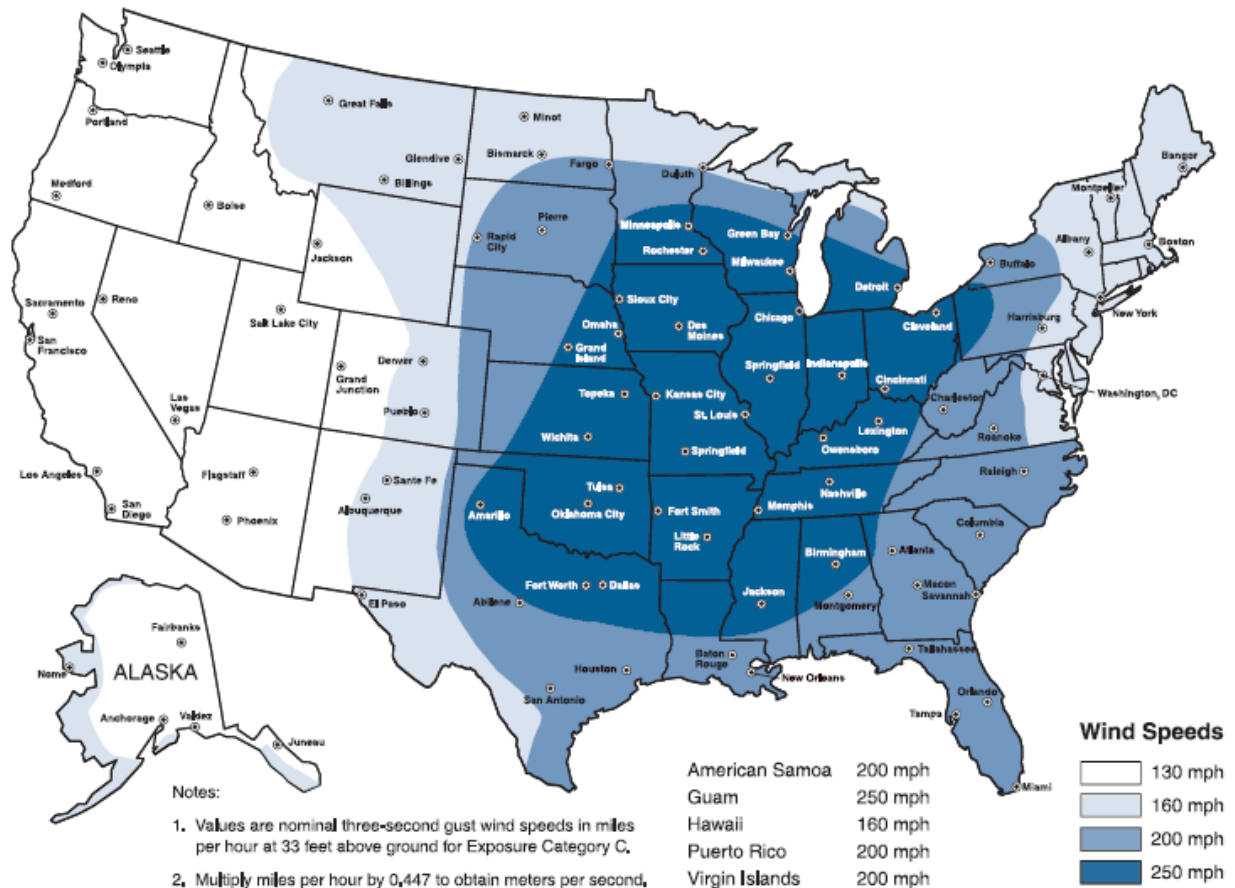 Seattle
Olympia
Portland
Medford
Boise
Great Falls
Glendive
Billings
Minot
Bismarck
Fargo
Duluth
Bangor
Montpelier
Jackson
Rapid
City
Pierre
Minneapolis
Rochester
Green Bay
Milwaukee
Albany
Boston
Buffalo
Detroit
Sacramento
San
Francisco
Reno
Salt Lake City
Sioux City
Omaha
Grand
Island
Des
Moines
Chicago
Cleveland
Harrisburg
New York
Denver
Grand
Junction
Pueblo
Springfield
Indianapolis
Cincinnati
Washington, DC
Las
Vegas
Topeka
Kansas City
St. Louis
Charleston
Lexington
Roanoke
Wichita
Springfield
Owensboro
Los Angeles
San
Diego
Flagstaff
Phoenix
Santa Fe
Albuquerque
Tulsa
Oklahoma City
Amarillo
Fort Smith
Little
Rock
Memphis
Nashville
Raleigh
Columbia
Birmingham
Atlanta
Macon
Savannah
El Paso
Abilene
Fort Worth
Dallas
Jackson
Montgomery
Houston
San Antonio
Baton
Rouge
New Orleans
Tallahassee
Orlando
Tampa
Miami
Fairbanks
ALASKA
Nome
Anchorage
Valdez
Juneau
Notes:
1. Values are nominal three-second gust wind speeds in miles
per hour at 33 feet above ground for Exposure Category C.
2. Multiply miles per hour by 0.447 to obtain meters per second.
American Samoa 200 mph
Guam 250 mph
Hawaii 160 mph
Puerto Rico 200 mph
Virgin Islands 200 mph
Wind Speeds
130 mph
160 mph
200 mph
250 mph